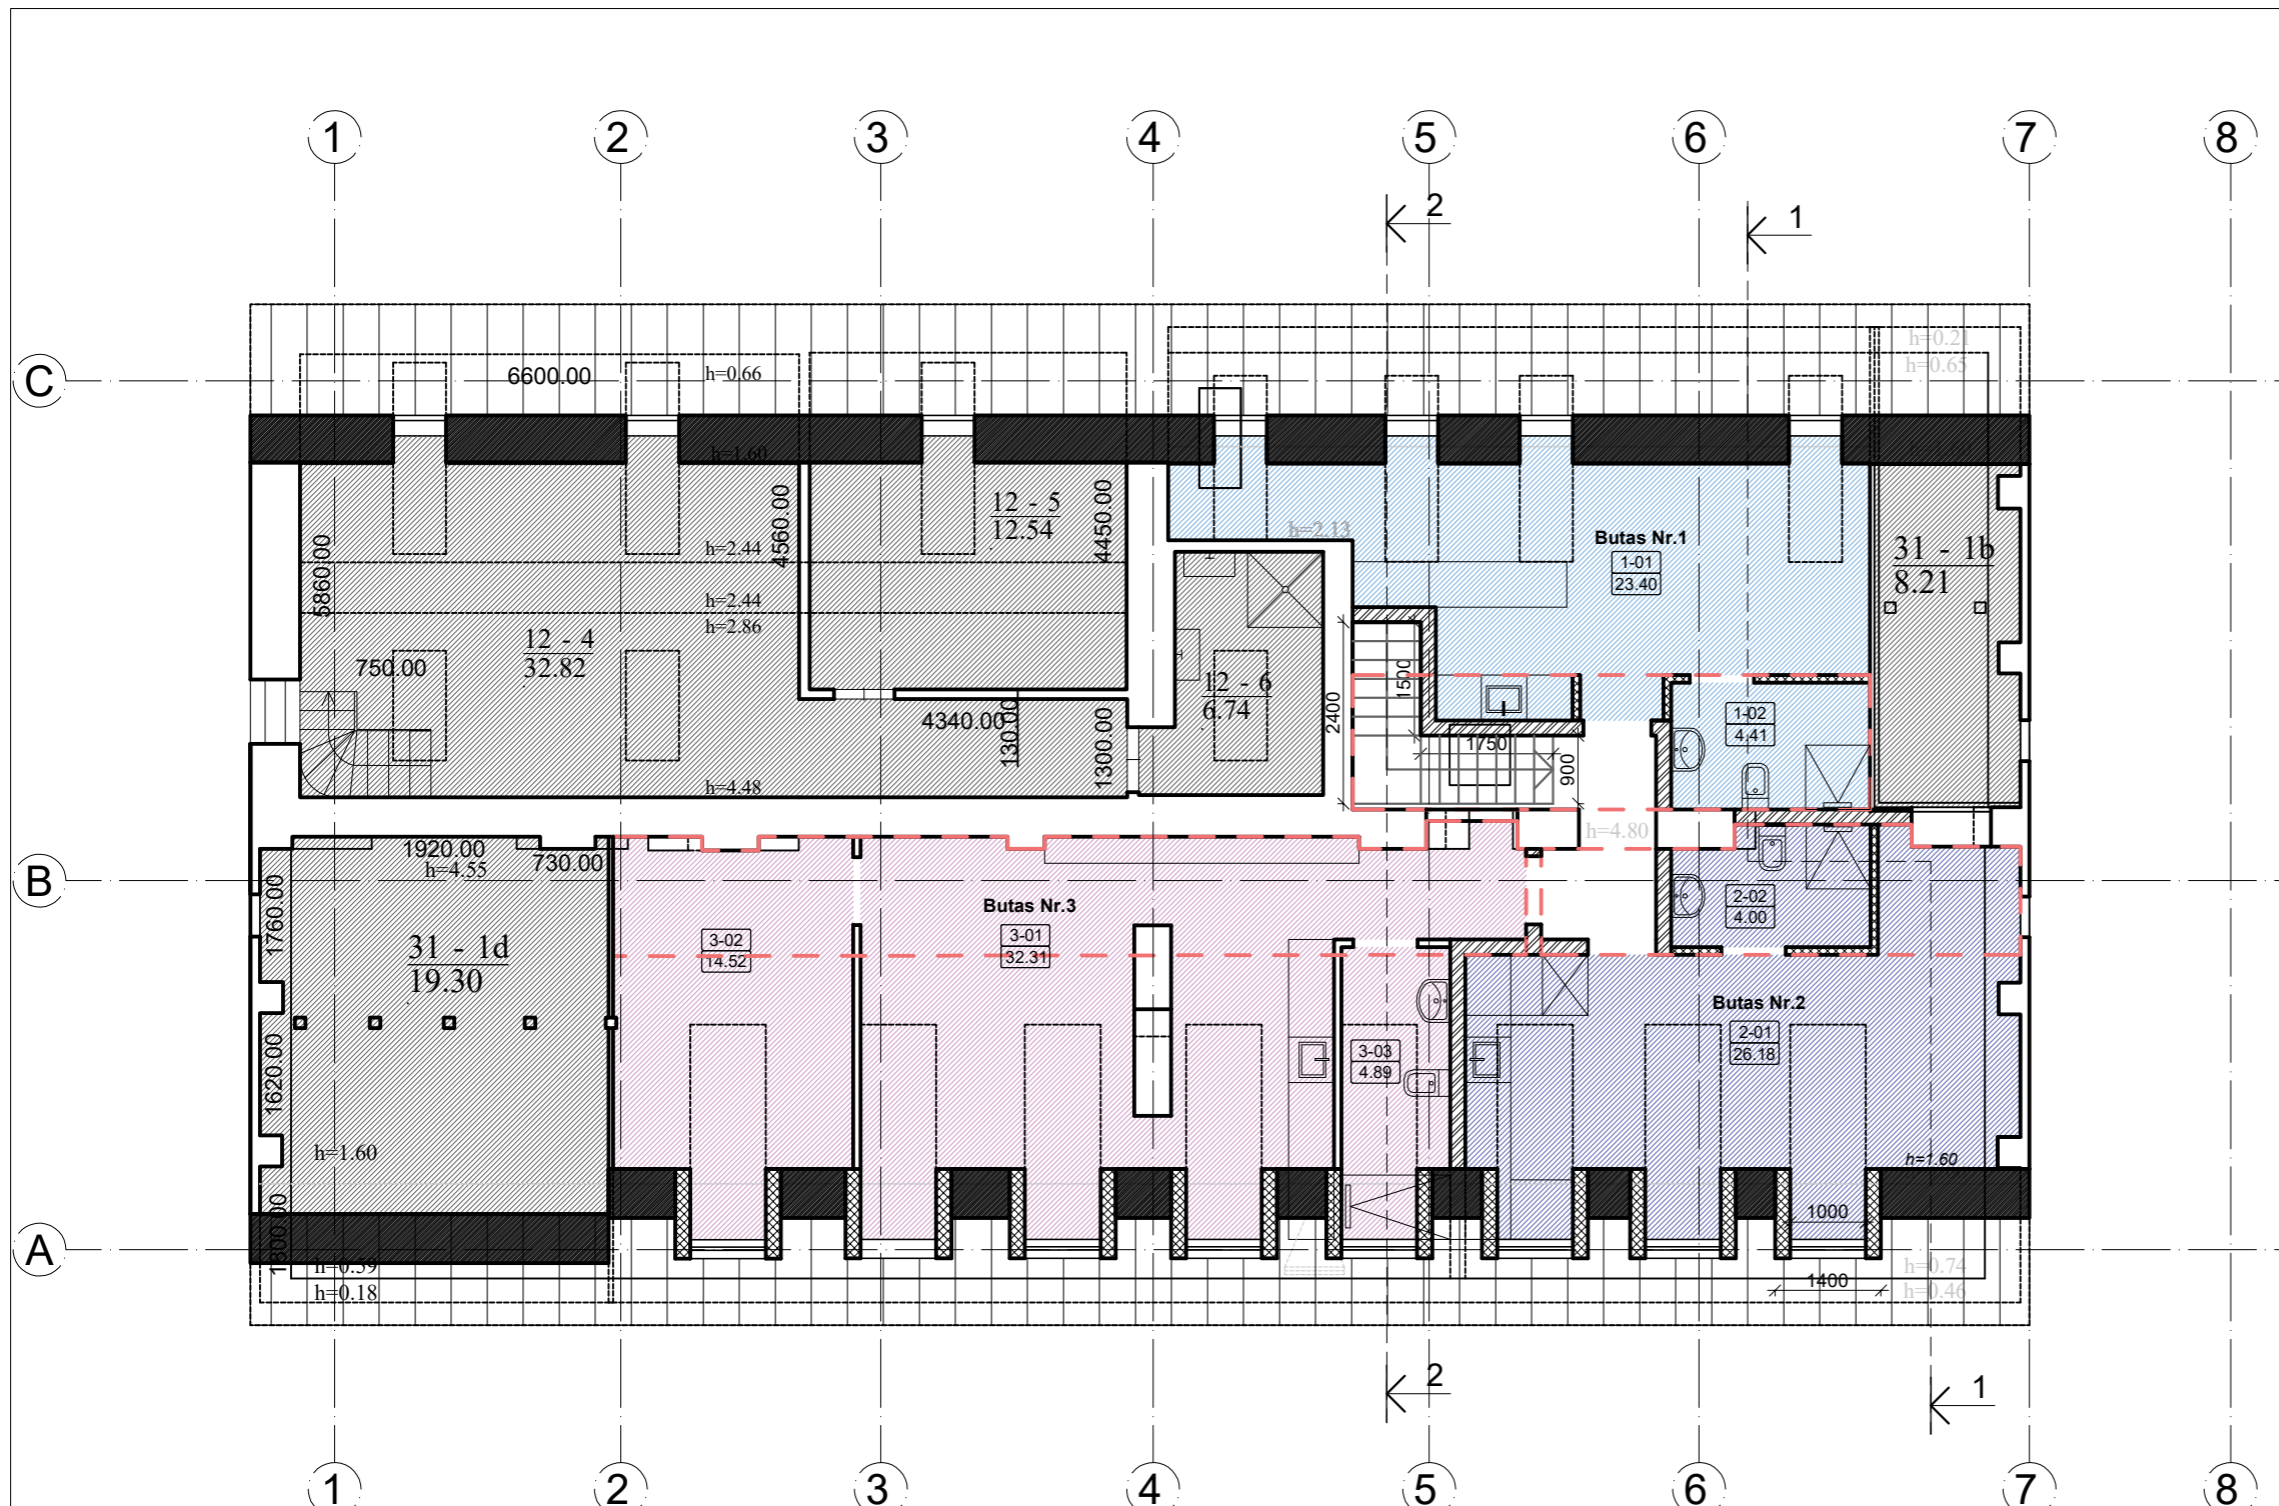 1 2 3 4 5 6 7 8
2
1
h=0.21
h=0.65
C
6600.00
h=0.66
h=1.60
12 - 5
12.54
4560.00
4450.00
5860.00
h=2.44
h=2.13
Butas Nr.1
1-01
23.40
31 - 1b
8.21
h=2.44
h=2.86
12 - 4
32.82
750.00
12 - 6
6.74
1500
2400
4340.00
130.00
1300.00
1-02
4.41
1750
900
h=4.48
h=4.80
1920.00
h=4.55
730.00
B
1760.00
Butas Nr.3
3-01
32.31
3-02
14.52
2-02
4.00
31 - 1d
19.30
Butas Nr.2
2-01
26.18
3-03
4.89
1620.00
h=1.60
h=1.60
1000
1800.00
A
h=0.59
h=0.18
h=0.74
1400
h=0.46
2
1
1 2 3 4 5 6 7 8